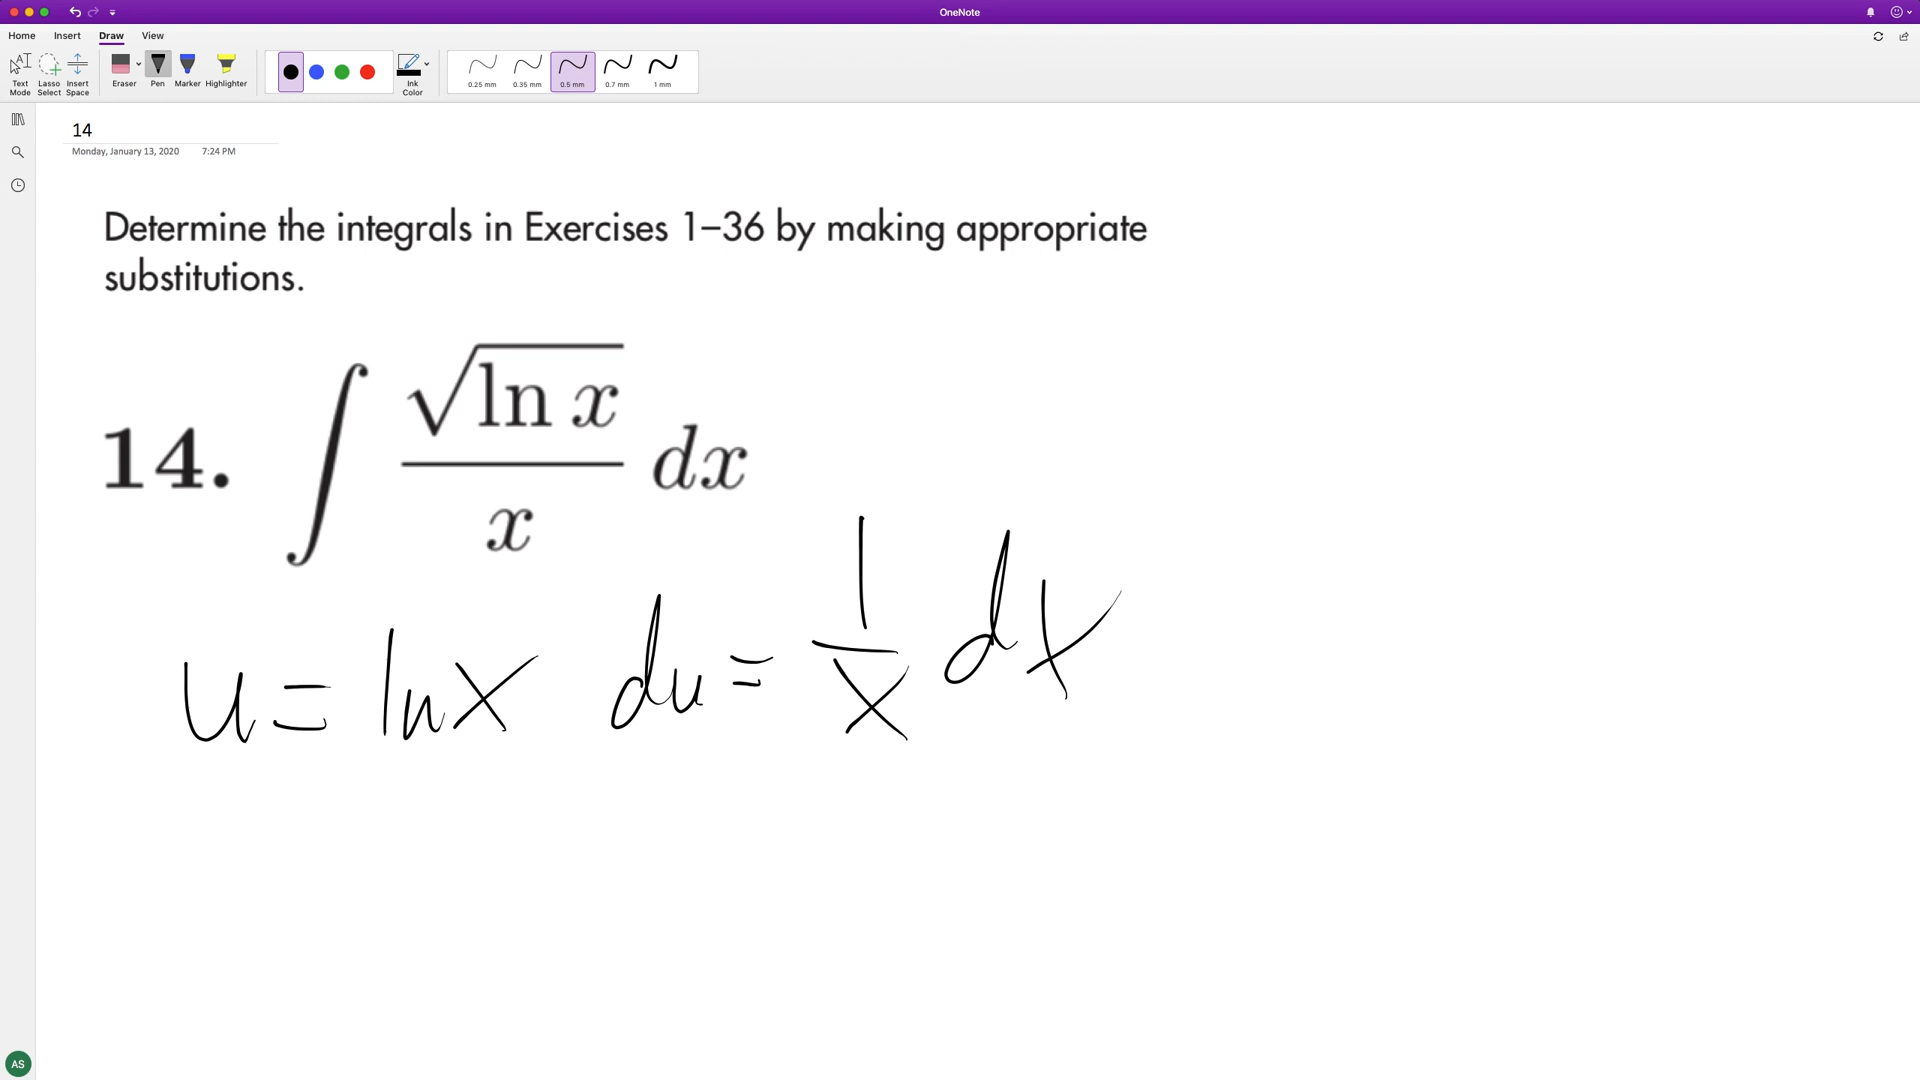 OneNote
Home Insert Draw View
Text Mode Lasso Select Insert Space Eraser Pen Marker Highlighter Ink Color 0.25 mm 0.35 mm 0.5 mm 0.7 mm 1 mm
14
Monday, January 13, 2020 7:24 PM
Determine the integrals in Exercises 1–36 by making appropriate
substitutions.
14. ∫ √(ln x) / x dx
u = ln x du = 1/x dx
AS